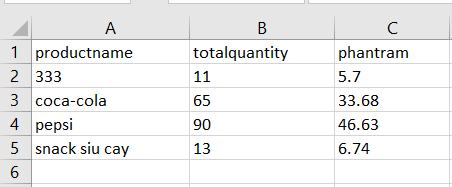 A B C
1 productname totalquantity phantram
2 333 11 5.7
3 coca-cola 65 33.68
4 pepsi 90 46.63
5 snack siu cay 13 6.74
6